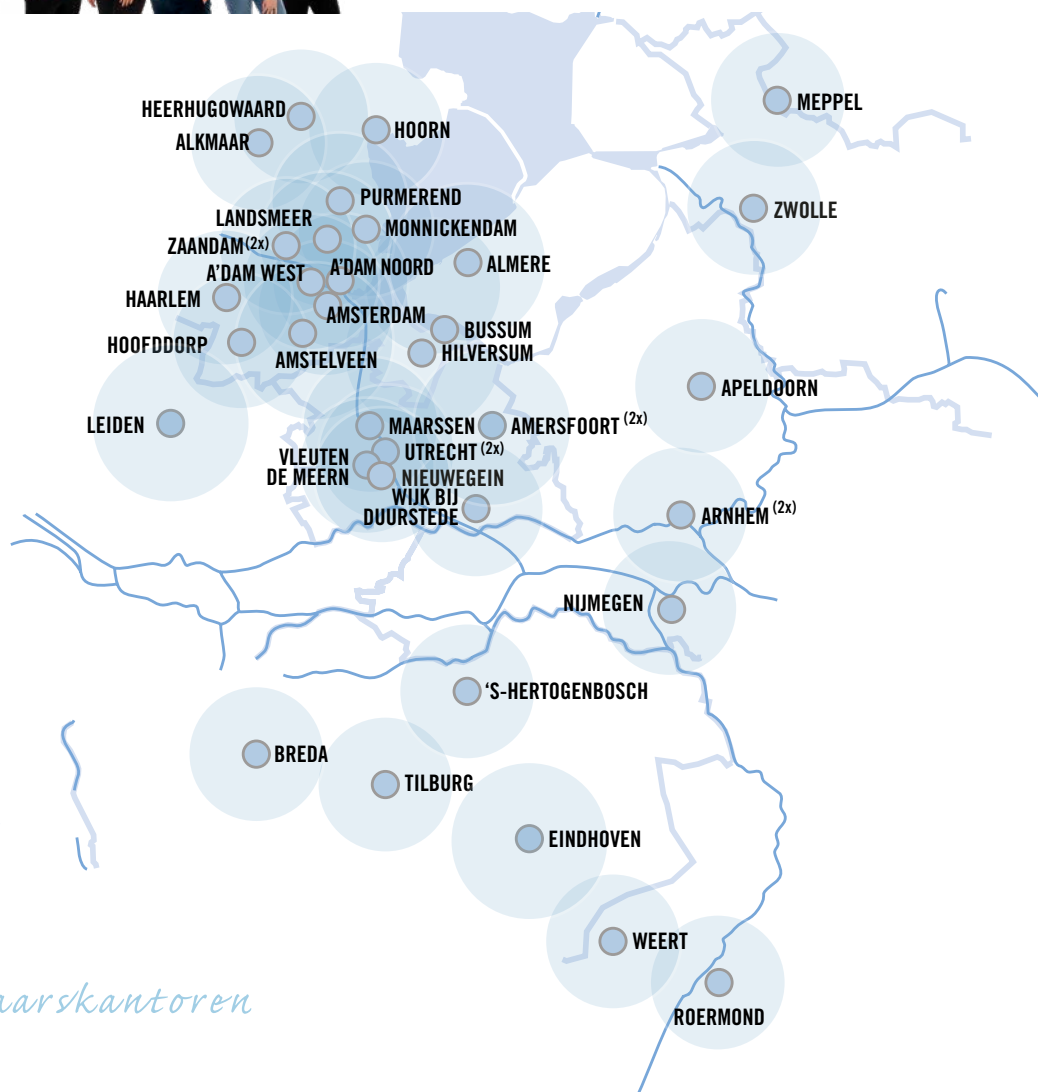 HEERHUGOWAARD
ALKMAAR
HOORN
MEPPEL
PURMEREND
LANDSMEER
MONNICKENDAM
ZWOLLE
ZAANDAM (2x)
A'DAM WEST
A'DAM NOORD
ALMERE
HAARLEM
AMSTERDAM
BUSSUM
HOOFDDORP
AMSTELVEEN
HILVERSUM
APELDOORN
LEIDEN
MAARSSEN
AMERSFOORT (2x)
VLEUTEN
DE MEERN
UTRECHT (2x)
NIEUWEGEIN
WIJK BIJ
DUURSTEDE
ARNHEM (2x)
NIJMEGEN
‘S-HERTOGENBOSCH
BREDA
TILBURG
EINDHOVEN
WEERT
ROERMOND
aarskantoren